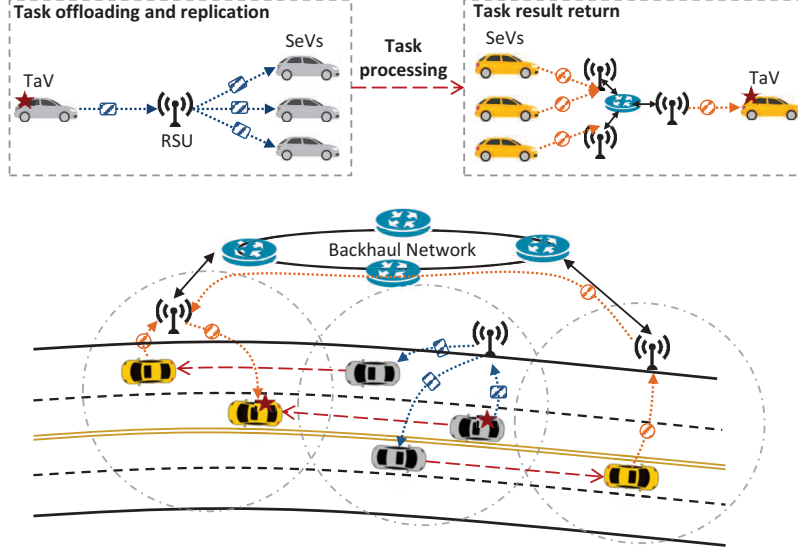 Task offloading and replication
TaV
RSU
SeVs
Task
processing
Task result return
SeVs
TaV
Backhaul Network